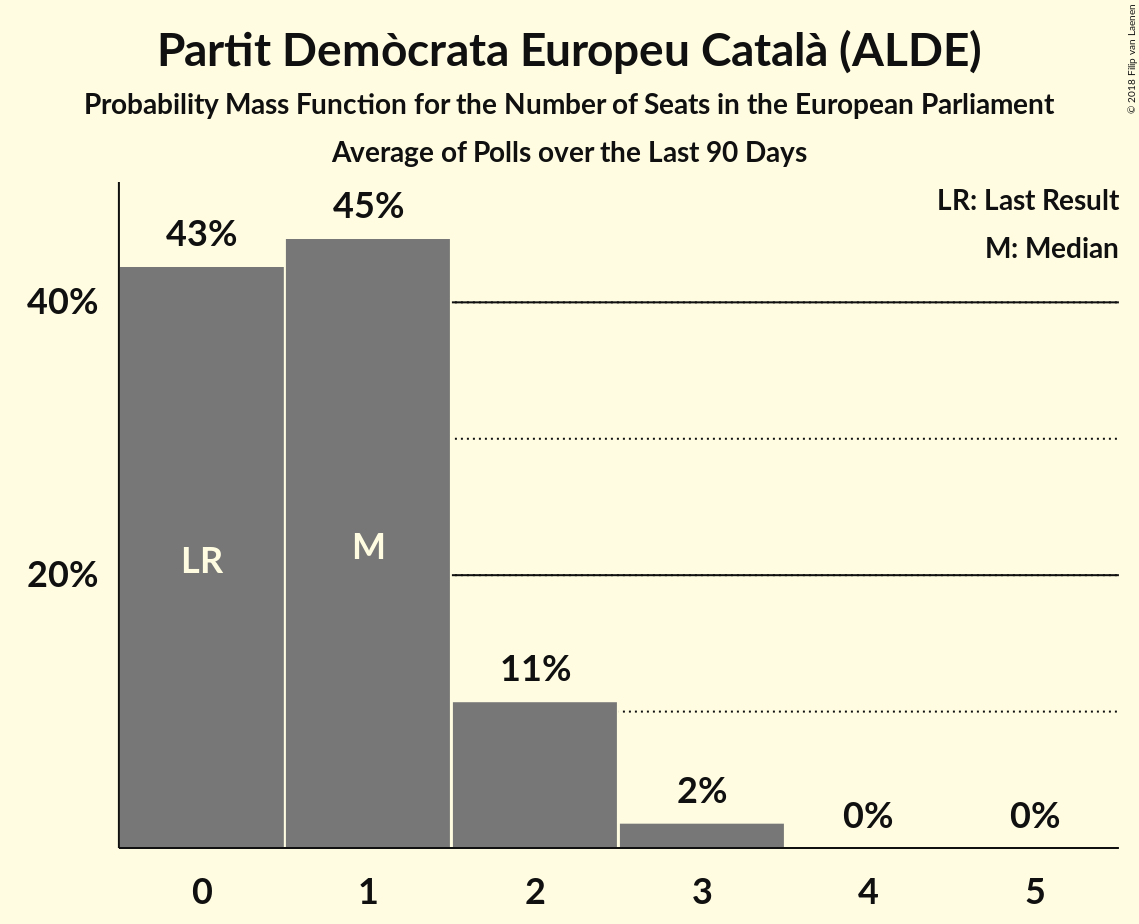 Partit Demòcrata Europeu Català (ALDE)
Probability Mass Function for the Number of Seats in the European Parliament
Average of Polls over the Last 90 Days
© 2018 Filip van Laenen
LR: Last Result
M: Median
43%
45%
40%
LR
M
20%
11%
2%
0%
0%
0
1
2
3
4
5